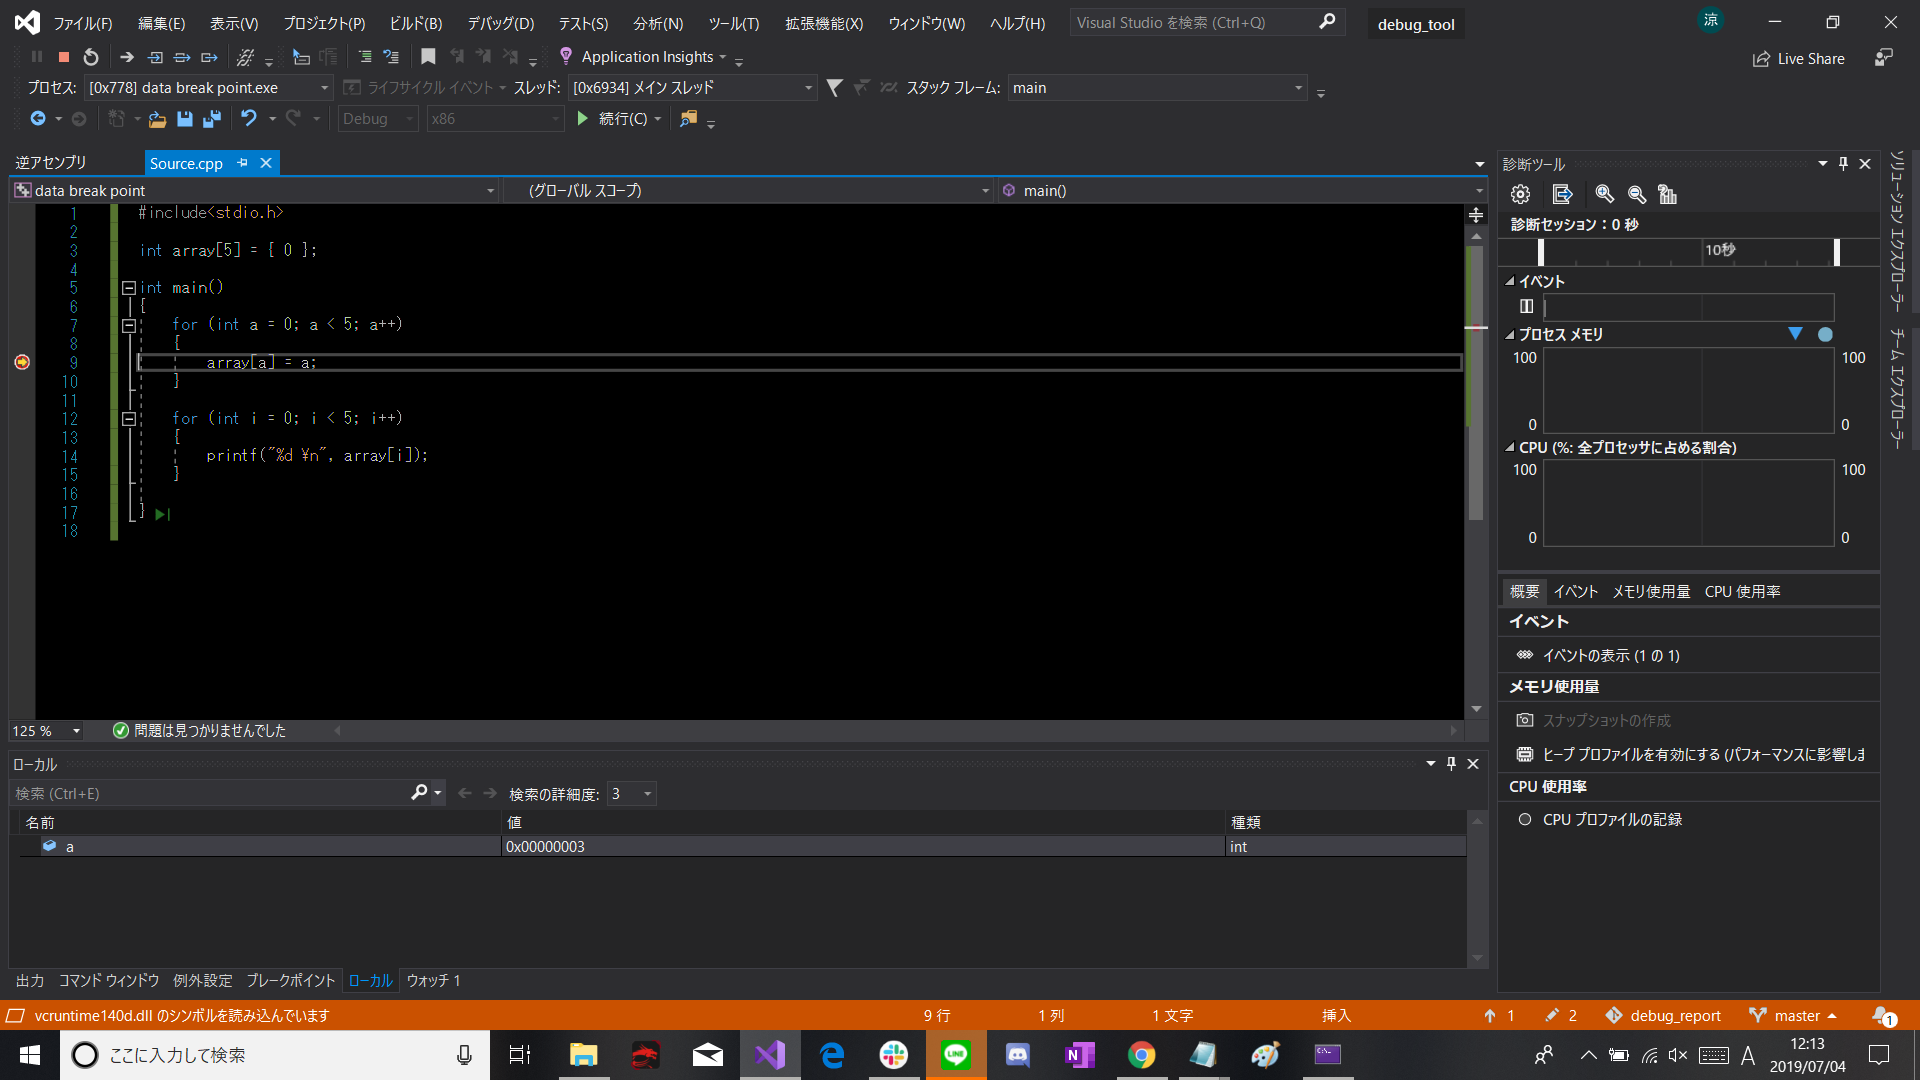 ファイル(F) 編集(E) 表示(V) プロジェクト(P) ビルド(B) デバッグ(D) テスト(S) 分析(N) ツール(T) 拡張機能(X) ウィンドウ(W) ヘルプ(H) Visual Studio を検索 (Ctrl+Q) debug_tool 涼
Application Insights Live Share
プロセス: [0x778] data break point.exe ライフサイクル イベント スレッド: [0x6934] メイン スレッド スタック フレーム: main
Debug x86 続行(C)
逆アセンブリ Source.cpp
data break point (グローバル スコープ) main()
1 #include<stdio.h>
2
3 int array[5] = { 0 };
4
5 int main()
6 {
7 for (int a = 0; a < 5; a++)
8 {
9 array[a] = a;
10 }
11
12 for (int i = 0; i < 5; i++)
13 {
14 printf("%d ¥n", array[i]);
15 }
16
17 }
18
125 % 問題は見つかりませんでした
ローカル
検索 (Ctrl+E) 検索の詳細度: 3
名前 値 種類
a 0x00000003 int
出力 コマンド ウィンドウ 例外設定 ブレークポイント ローカル ウォッチ 1
診断ツール
診断セッション : 0 秒
10秒
イベント
プロセス メモリ
100 100
0 0
CPU (%: 全プロセッサに占める割合)
100 100
0 0
概要 イベント メモリ使用量 CPU 使用率
イベント
イベントの表示 (1 の 1)
メモリ使用量
スナップショットの作成
ヒープ プロファイルを有効にする (パフォーマンスに影響しま
CPU 使用率
CPU プロファイルの記録
ソリューション エクスプローラー
チーム エクスプローラー
vcruntime140d.dll のシンボルを読み込んでいます 9 行 1 列 1 文字 挿入 1 2 debug_report master 1
ここに入力して検索 LINE A 12:13
2019/07/04